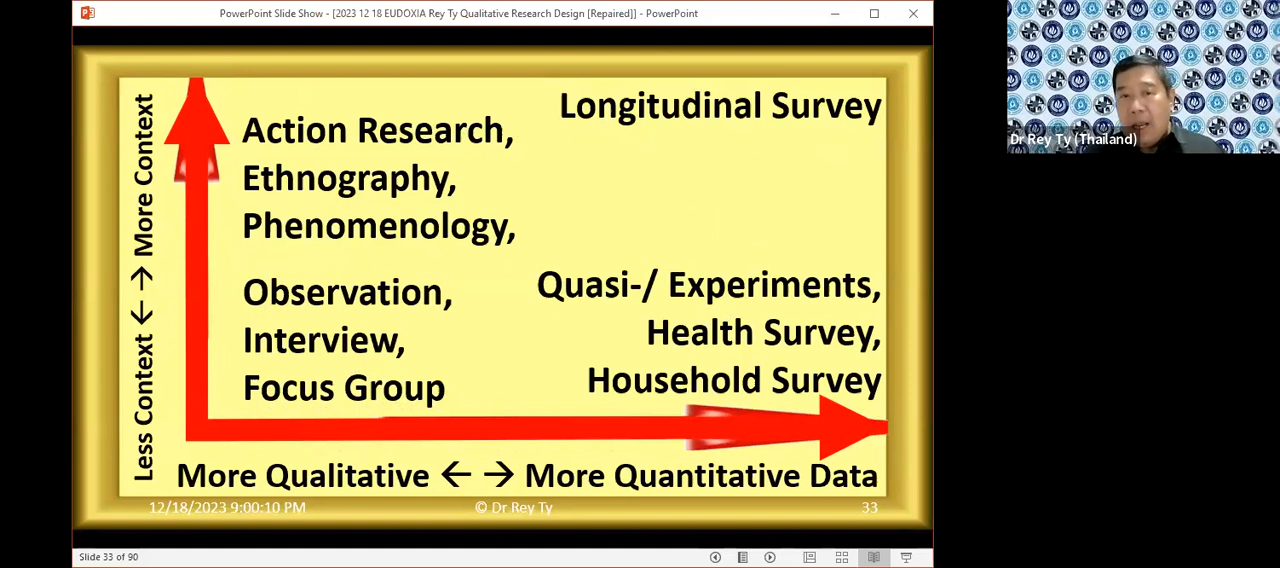 PowerPoint Slide Show - [2023 12 18 EUDOXIA Rey Ty Qualitative Research Design [Repaired]] - PowerPoint
Dr Rey Ty (Thailand)
Less Context ← → More Context
Longitudinal Survey
Action Research,
Ethnography,
Phenomenology,
Observation,
Interview,
Focus Group
Quasi-/ Experiments,
Health Survey,
Household Survey
More Qualitative ← → More Quantitative Data
12/18/2023 9:00:10 PM © Dr Rey Ty 33
Slide 33 of 90